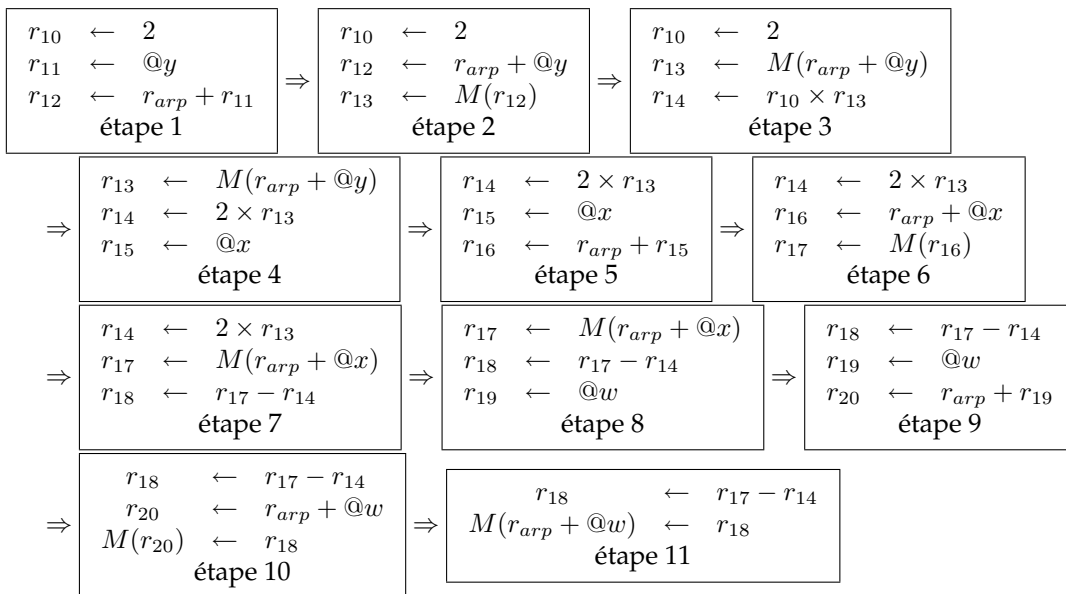 r10 ← 2 r10 ← 2 r10 ← 2
r11 ← @y ⇒ r12 ← rarp + @y ⇒ r13 ← M(rarp + @y)
r12 ← rarp + r11 r13 ← M(r12) r14 ← r10 × r13
étape 1 étape 2 étape 3
r13 ← M(rarp + @y) r14 ← 2 × r13 r14 ← 2 × r13
⇒ r14 ← 2 × r13 ⇒ r15 ← @x ⇒ r16 ← rarp + @x
r15 ← @x r16 ← rarp + r15 r17 ← M(r16)
étape 4 étape 5 étape 6
r14 ← 2 × r13 r17 ← M(rarp + @x) r18 ← r17 − r14
⇒ r17 ← M(rarp + @x) ⇒ r18 ← r17 − r14 ⇒ r19 ← @w
r18 ← r17 − r14 r19 ← @w r20 ← rarp + r19
étape 7 étape 8 étape 9
r18 ← r17 − r14 r18 ← r17 − r14
⇒ r20 ← rarp + @w ⇒ M(rarp + @w) ← r18
M(r20) ← r18
étape 10 étape 11